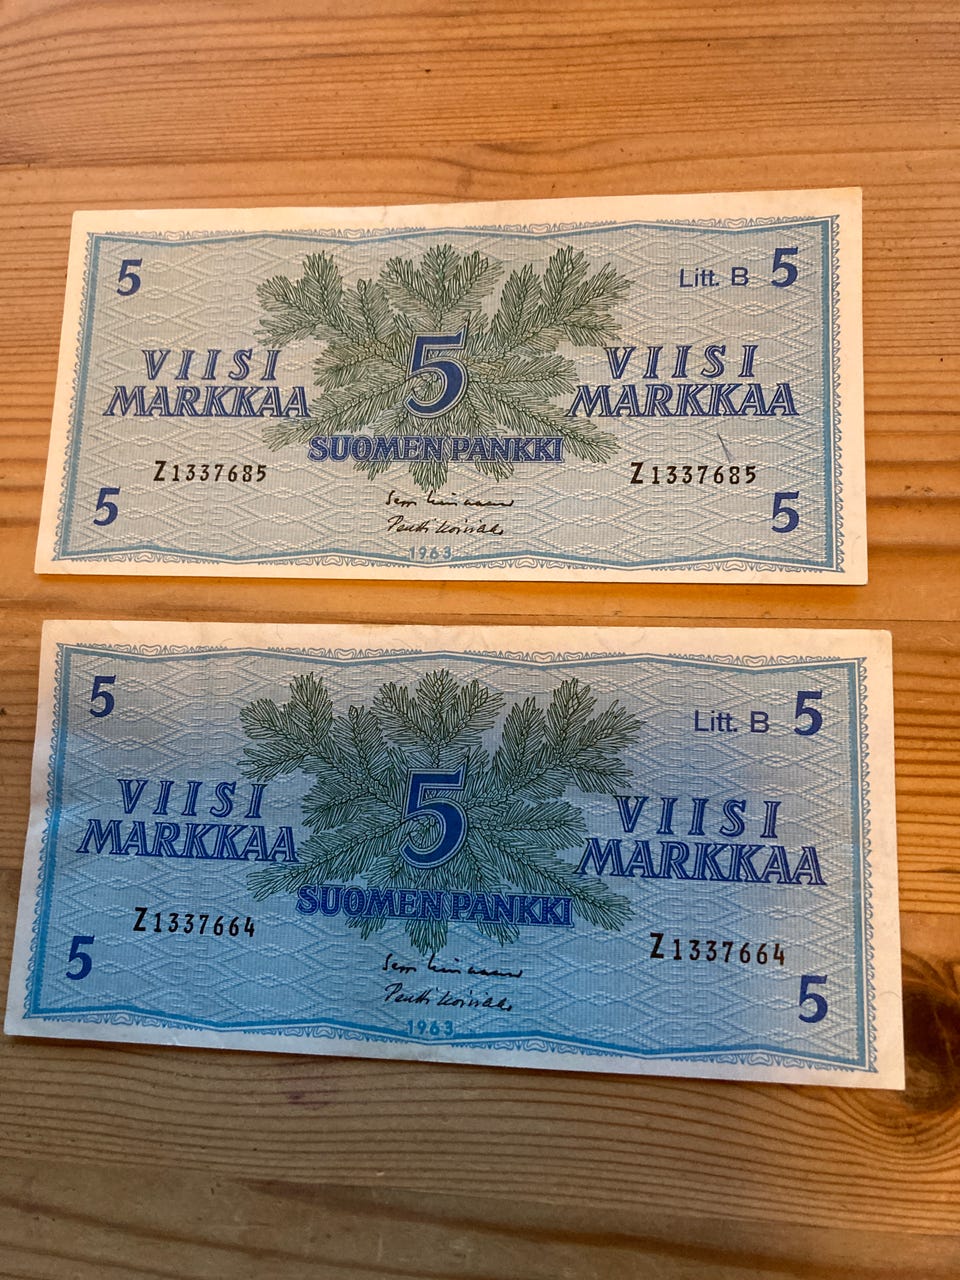 5 Litt. B 5
VIISI VIISI
MARKKAA 5 MARKKAA
SUOMEN PANKKI
Z1337685 Z1337685
5 5
1963
5 Litt. B 5
VIISI VIISI
MARKKAA 5 MARKKAA
SUOMEN PANKKI
Z1337664 Z1337664
5 5
1963